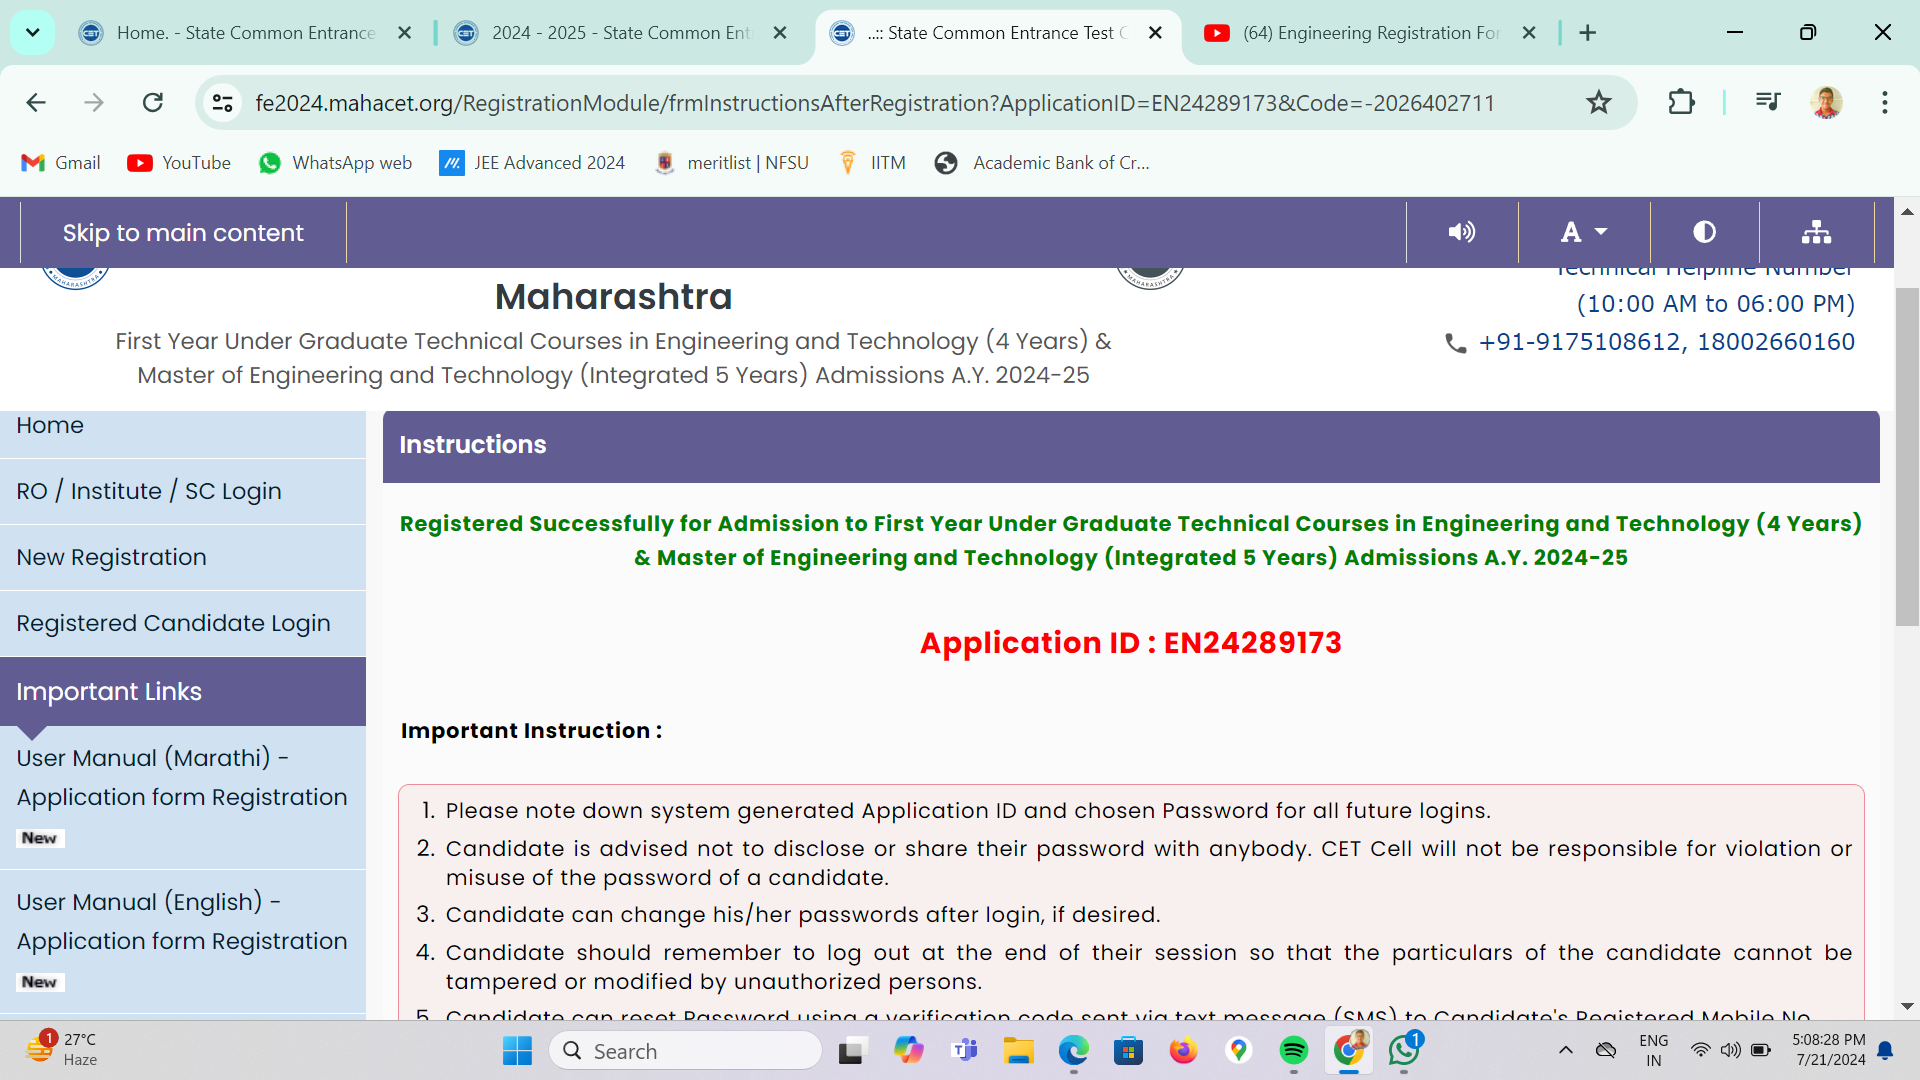 Home. - State Common Entrance
2024 - 2025 - State Common Ent
..:: State Common Entrance Test C
(64) Engineering Registration For
fe2024.mahacet.org/RegistrationModule/frmInstructionsAfterRegistration?ApplicationID=EN24289173&Code=-2026402711
Gmail
YouTube
WhatsApp web
JEE Advanced 2024
meritlist | NFSU
IITM
Academic Bank of Cr...
Skip to main content
A
Technical Helpline Number
MAHARASHTRA
Maharashtra
(10:00 AM to 06:00 PM)
First Year Under Graduate Technical Courses in Engineering and Technology (4 Years) &
+91-9175108612, 18002660160
Master of Engineering and Technology (Integrated 5 Years) Admissions A.Y. 2024-25
Home
RO / Institute / SC Login
New Registration
Registered Candidate Login
Important Links
User Manual (Marathi) -
Application form Registration
New
User Manual (English) -
Application form Registration
New
Instructions
Registered Successfully for Admission to First Year Under Graduate Technical Courses in Engineering and Technology (4 Years)
& Master of Engineering and Technology (Integrated 5 Years) Admissions A.Y. 2024-25
Application ID : EN24289173
Important Instruction :
1. Please note down system generated Application ID and chosen Password for all future logins.
2. Candidate is advised not to disclose or share their password with anybody. CET Cell will not be responsible for violation or
misuse of the password of a candidate.
3. Candidate can change his/her passwords after login, if desired.
4. Candidate should remember to log out at the end of their session so that the particulars of the candidate cannot be
tampered or modified by unauthorized persons.
5. Candidate can reset Password using a verification code sent via text message (SMS) to Candidate's Registered Mobile No
1
27°C
Haze
Search
1
ENG
IN
5:08:28 PM
7/21/2024